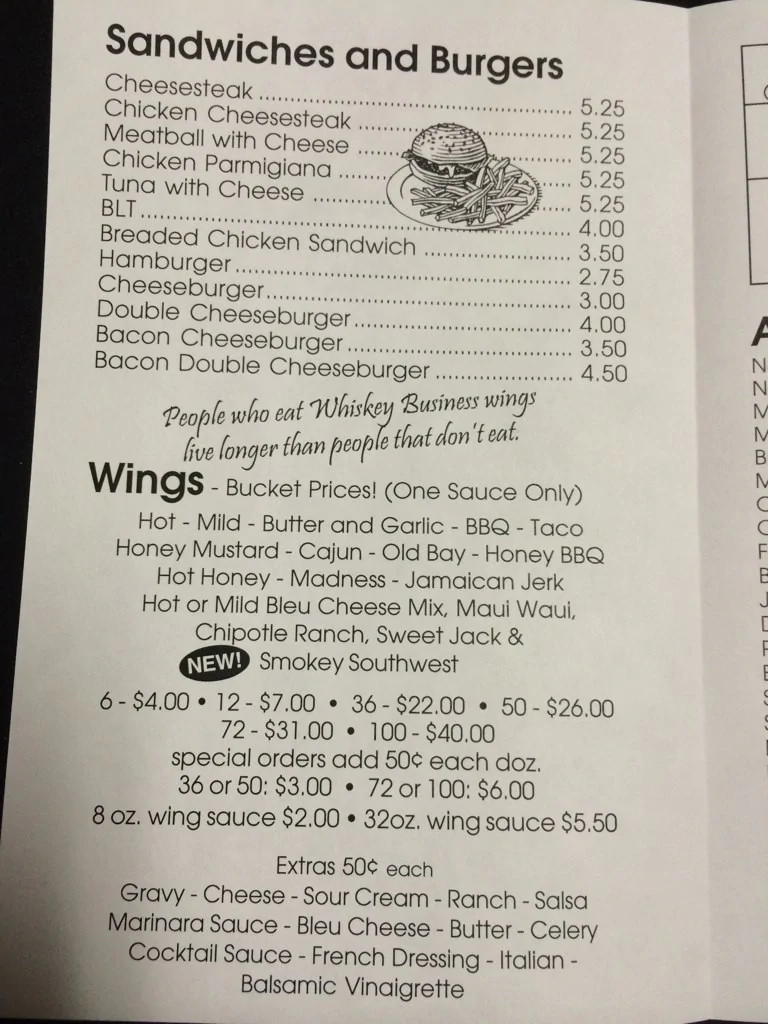 Sandwiches and Burgers
Cheesesteak ........ 5.25
Chicken Cheesesteak ........ 5.25
Meatball with Cheese ........ 5.25
Chicken Parmigiana ........ 5.25
Tuna with Cheese ........ 5.25
BLT ........ 4.00
Breaded Chicken Sandwich ........ 3.50
Hamburger ........ 2.75
Cheeseburger ........ 3.00
Double Cheeseburger ........ 4.00
Bacon Cheeseburger ........ 3.50
Bacon Double Cheeseburger ........ 4.50
People who eat Whiskey Business wings
live longer than people that don't eat.
Wings - Bucket Prices! (One Sauce Only)
Hot - Mild - Butter and Garlic - BBQ - Taco
Honey Mustard - Cajun - Old Bay - Honey BBQ
Hot Honey - Madness - Jamaican Jerk
Hot or Mild Bleu Cheese Mix, Maui Waui,
Chipotle Ranch, Sweet Jack &
NEW! Smokey Southwest
6 - $4.00 • 12 - $7.00 • 36 - $22.00 • 50 - $26.00
72 - $31.00 • 100 - $40.00
special orders add 50¢ each doz.
36 or 50: $3.00 • 72 or 100: $6.00
8 oz. wing sauce $2.00 • 32oz. wing sauce $5.50
Extras 50¢ each
Gravy - Cheese - Sour Cream - Ranch - Salsa
Marinara Sauce - Bleu Cheese - Butter - Celery
Cocktail Sauce - French Dressing - Italian -
Balsamic Vinaigrette